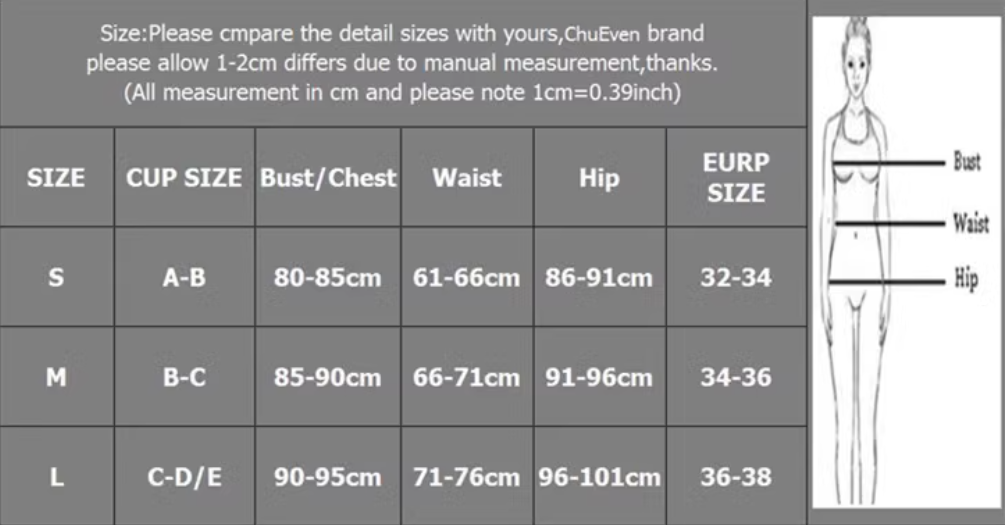 Size:Please cmpare the detail sizes with yours,ChuEven brand
please allow 1-2cm differs due to manual measurement,thanks.
(All measurement in cm and please note 1cm=0.39inch)
SIZE CUP SIZE Bust/Chest Waist Hip EURP SIZE
S A-B 80-85cm 61-66cm 86-91cm 32-34
M B-C 85-90cm 66-71cm 91-96cm 34-36
L C-D/E 90-95cm 71-76cm 96-101cm 36-38
Bust
Waist
Hip